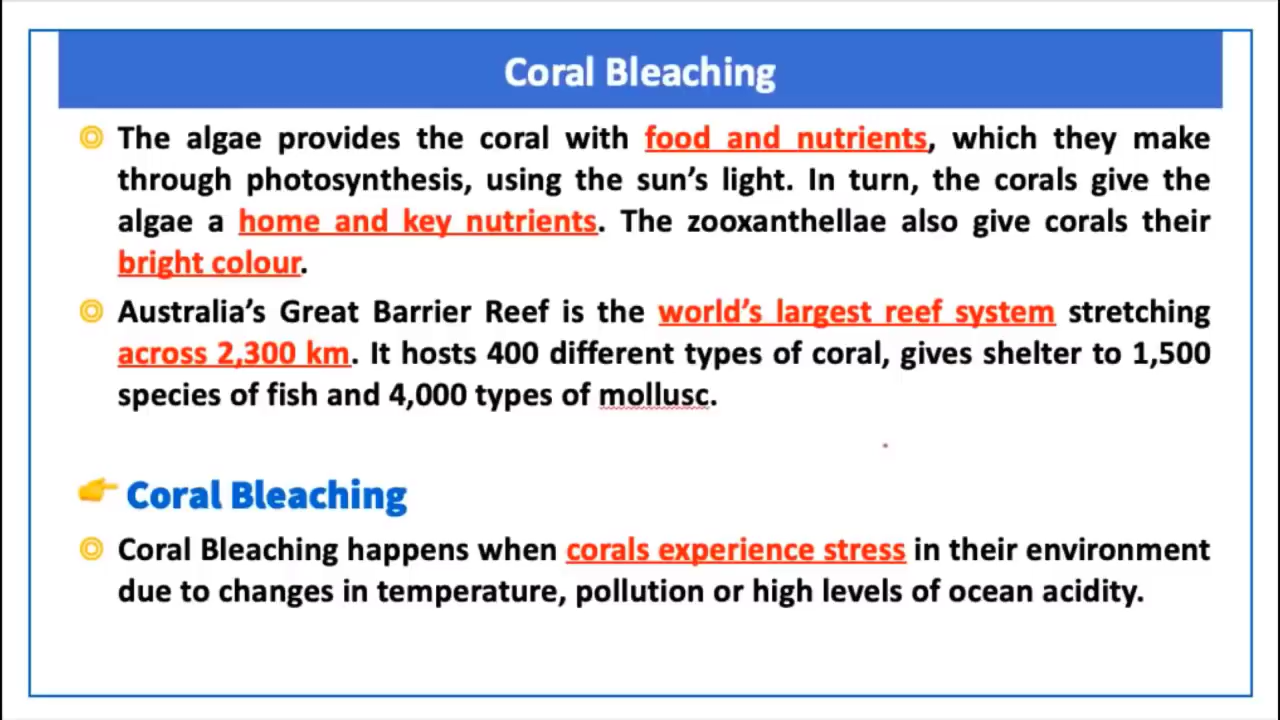 Coral Bleaching
The algae provides the coral with food and nutrients, which they make
through photosynthesis, using the sun’s light. In turn, the corals give the
algae a home and key nutrients. The zooxanthellae also give corals their
bright colour.
Australia’s Great Barrier Reef is the world’s largest reef system stretching
across 2,300 km. It hosts 400 different types of coral, gives shelter to 1,500
species of fish and 4,000 types of mollusc.
Coral Bleaching
Coral Bleaching happens when corals experience stress in their environment
due to changes in temperature, pollution or high levels of ocean acidity.